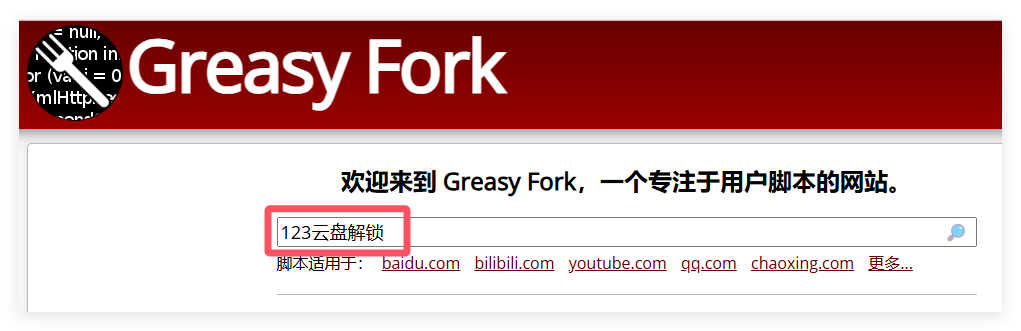 = null,
tion in
or (va i = 0
XmlHttp
Greasy Fork
欢迎来到 Greasy Fork，一个专注于用户脚本的网站。
123云盘解锁
脚本适用于： baidu.com bilibili.com youtube.com qq.com chaoxing.com 更多...